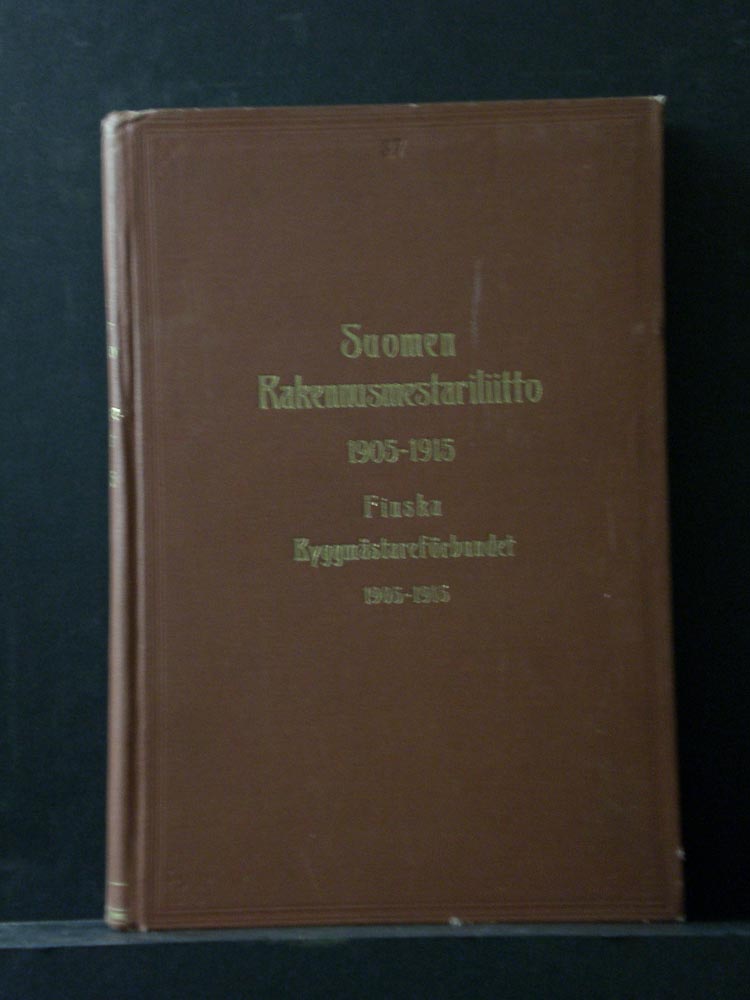 Suomen
Rakennusmestariliitto
1905-1915
Finska
Byggmästareförbundet
1905-1915